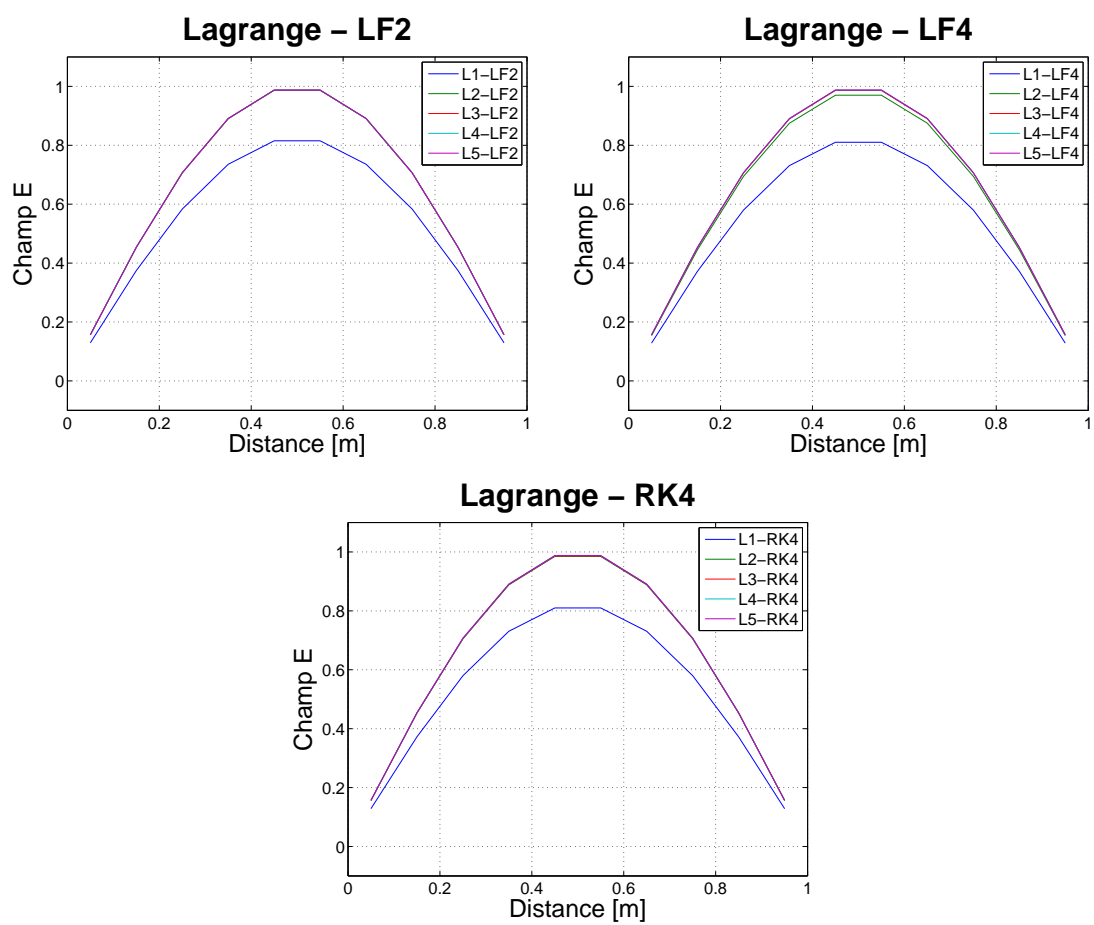 Lagrange – LF2
L1–LF2
L2–LF2
L3–LF2
L4–LF2
L5–LF2
Champ E
1
0.8
0.6
0.4
0.2
0
0 0.2 0.4 0.6 0.8 1
Distance [m]
Lagrange – LF4
L1–LF4
L2–LF4
L3–LF4
L4–LF4
L5–LF4
Champ E
1
0.8
0.6
0.4
0.2
0
0 0.2 0.4 0.6 0.8 1
Distance [m]
Lagrange – RK4
L1–RK4
L2–RK4
L3–RK4
L4–RK4
L5–RK4
Champ E
1
0.8
0.6
0.4
0.2
0
0 0.2 0.4 0.6 0.8 1
Distance [m]